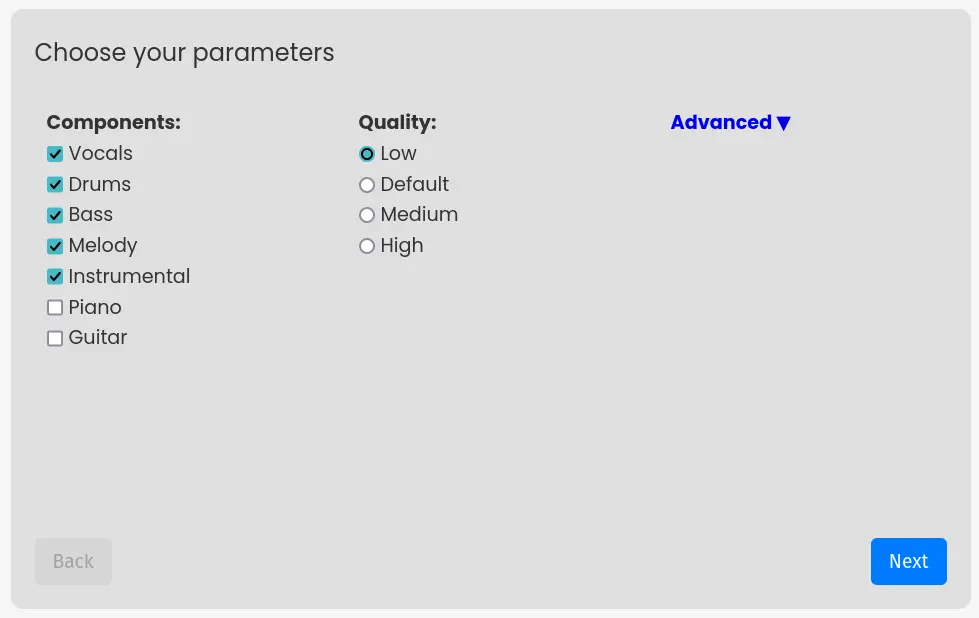 Choose your parameters
Components:
Vocals
Drums
Bass
Melody
Instrumental
Piano
Guitar
Quality:
Low
Default
Medium
High
Advanced ▼
Back
Next